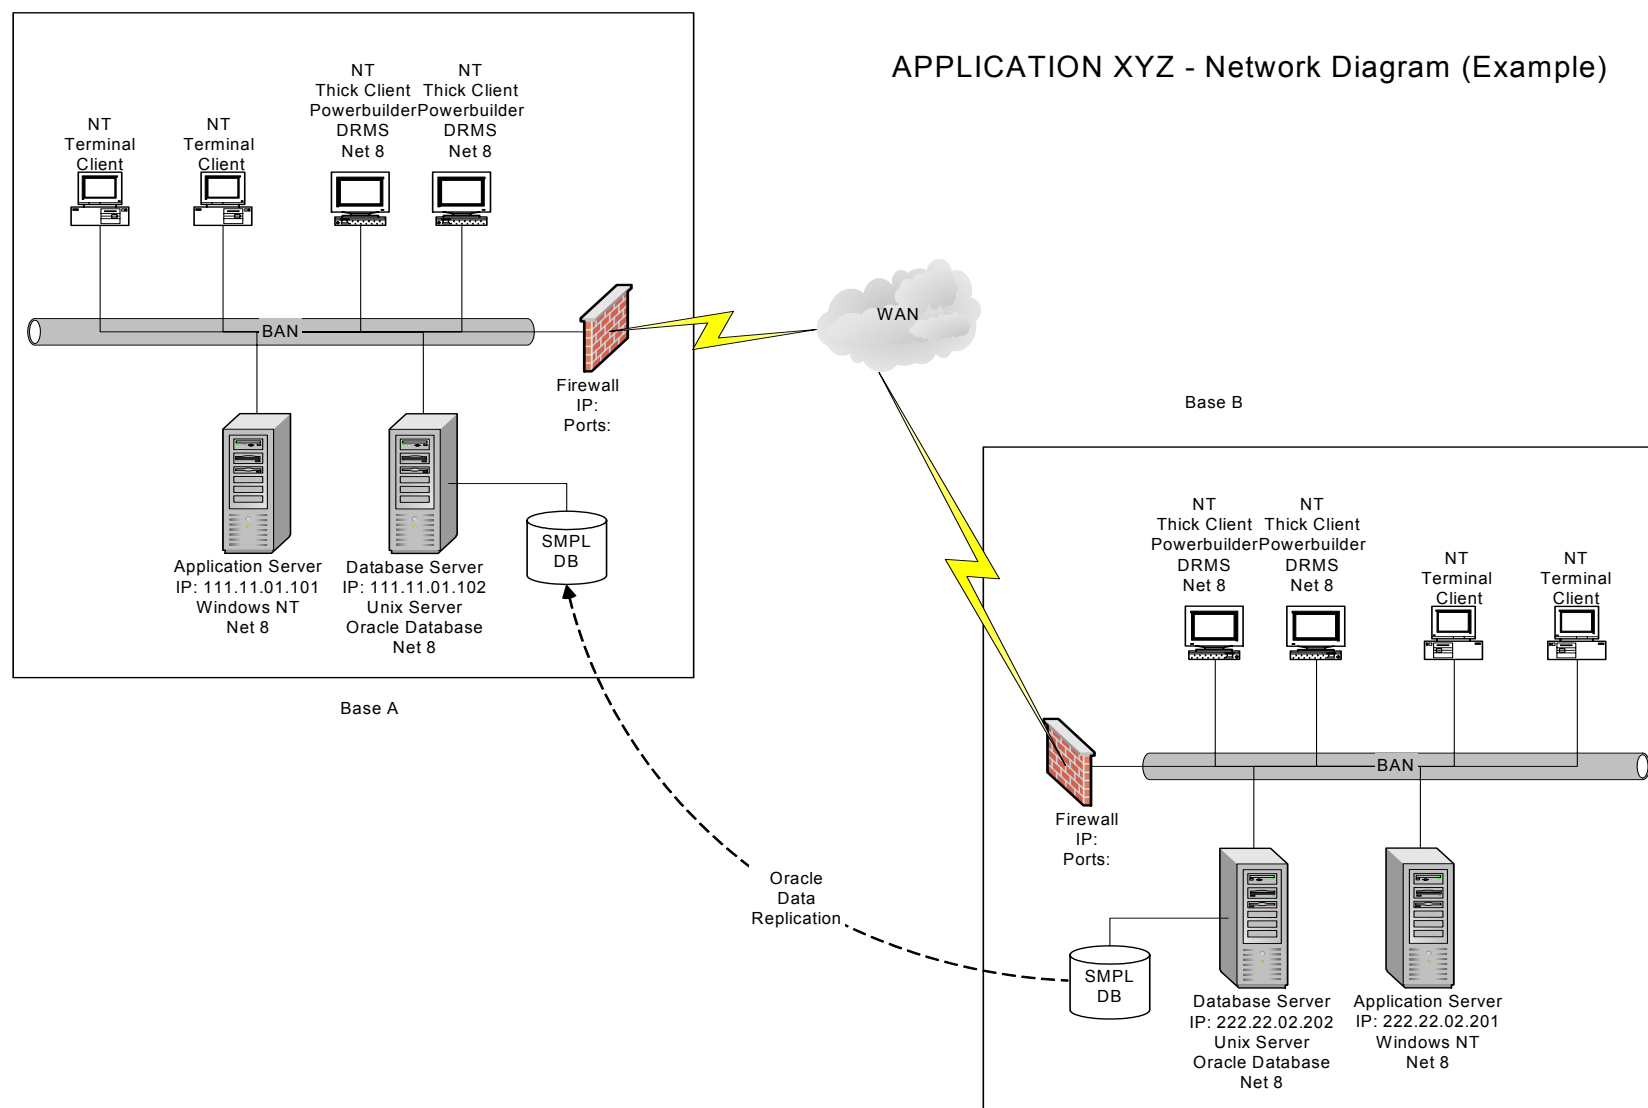 APPLICATION XYZ - Network Diagram (Example)
NT
Terminal
Client
NT
Terminal
Client
NT
Thick Client
Powerbuilder
DRMS
Net 8
NT
Thick Client
Powerbuilder
DRMS
Net 8
BAN
WAN
Firewall
IP:
Ports:
Application Server
IP: 111.11.01.101
Windows NT
Net 8
Database Server
IP: 111.11.01.102
Unix Server
Oracle Database
Net 8
SMPL
DB
Base A
Base B
NT
Thick Client
Powerbuilder
DRMS
Net 8
NT
Thick Client
Powerbuilder
DRMS
Net 8
NT
Terminal
Client
NT
Terminal
Client
BAN
Firewall
IP:
Ports:
Oracle
Data
Replication
SMPL
DB
Database Server
IP: 222.22.02.202
Unix Server
Oracle Database
Net 8
Application Server
IP: 222.22.02.201
Windows NT
Net 8